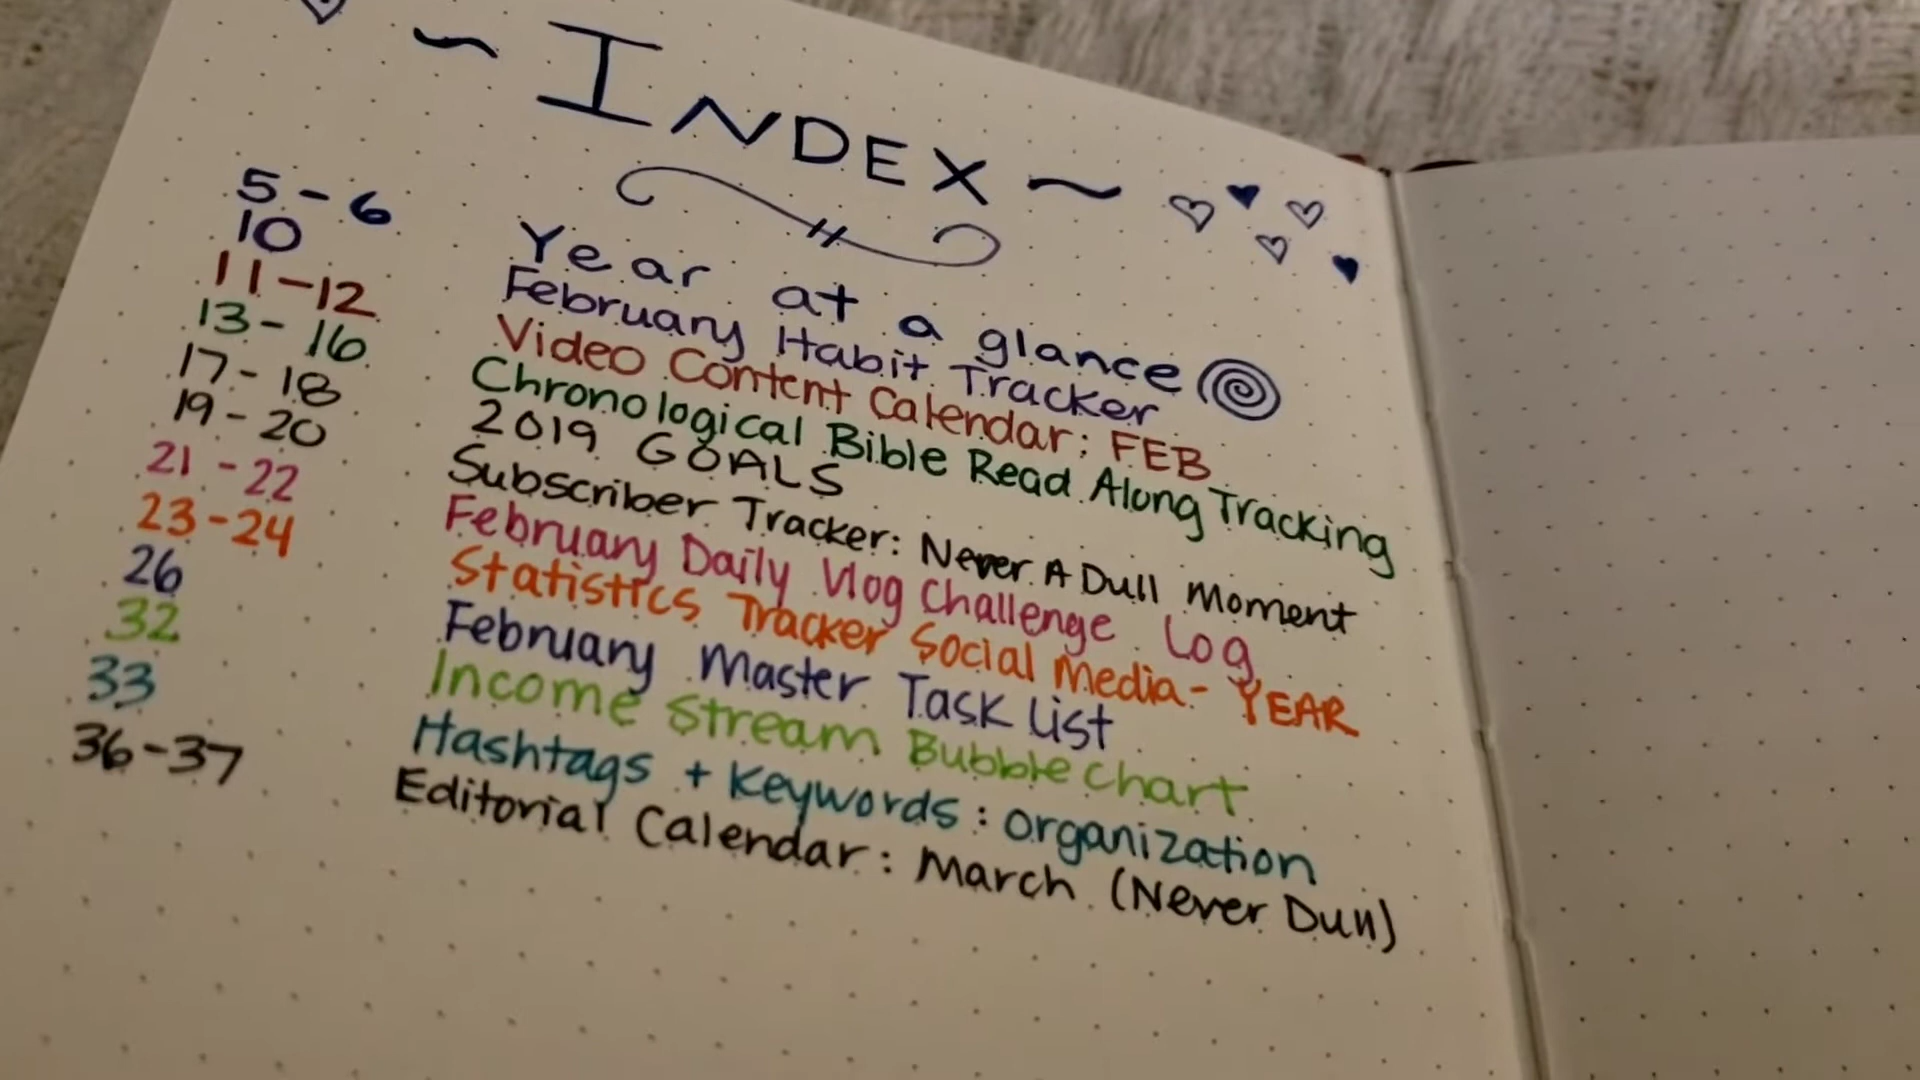 ~ INDEX ~
5-6 Year at a glance
10 February Habit Tracker
11-12 Video Content Calendar: FEB
13-16 Chronological Bible Read Along Tracking
17-18 2019 GOALS
19-20 Subscriber Tracker: Never A Dull Moment
21-22 February Daily Vlog Challenge Log
23-24 Statistics Tracker Social Media- YEAR
26 February Master Task List
32 Income Stream Bubble Chart
33 Hashtags + Keywords: organization
36-37 Editorial Calendar: March (Never Dull)